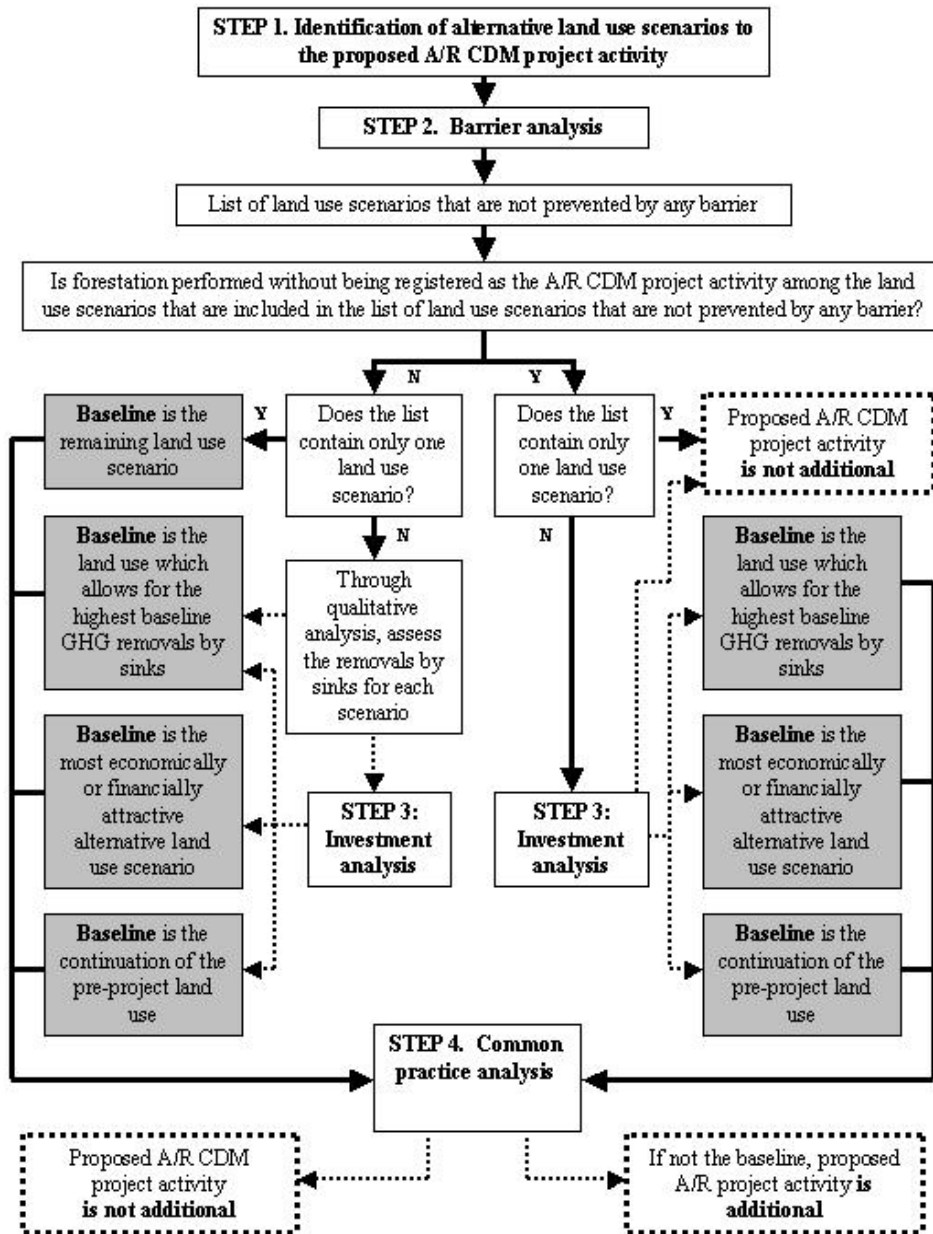 STEP 1. Identification of alternative land use scenarios to
the proposed A/R CDM project activity
STEP 2. Barrier analysis
List of land use scenarios that are not prevented by any barrier
Is forestation performed without being registered as the A/R CDM project activity among the land
use scenarios that are included in the list of land use scenarios that are not prevented by any barrier?
N
Y
Baseline is the
remaining land use
scenario
Y
Does the list
contain only one
land use
scenario?
Does the list
contain only
one land use
scenario?
Y
Proposed A/R CDM
project activity
is not additional
N
N
Baseline is the
land use which
allows for the
highest baseline
GHG removals by
sinks
Through
qualitative
analysis, assess
the removals by
sinks for each
scenario
Baseline is the
land use which
allows for the
highest baseline
GHG removals by
sinks
Baseline is the
most economically
or financially
attractive
alternative land
use scenario
STEP 3:
Investment
analysis
STEP 3:
Investment
analysis
Baseline is the
most economically
or financially
attractive
alternative land
use scenario
Baseline is the
continuation of the
pre-project land
use
Baseline is the
continuation of the
pre-project land
use
STEP 4. Common
practice analysis
Proposed A/R CDM
project activity
is not additional
If not the baseline, proposed
A/R project activity is
additional